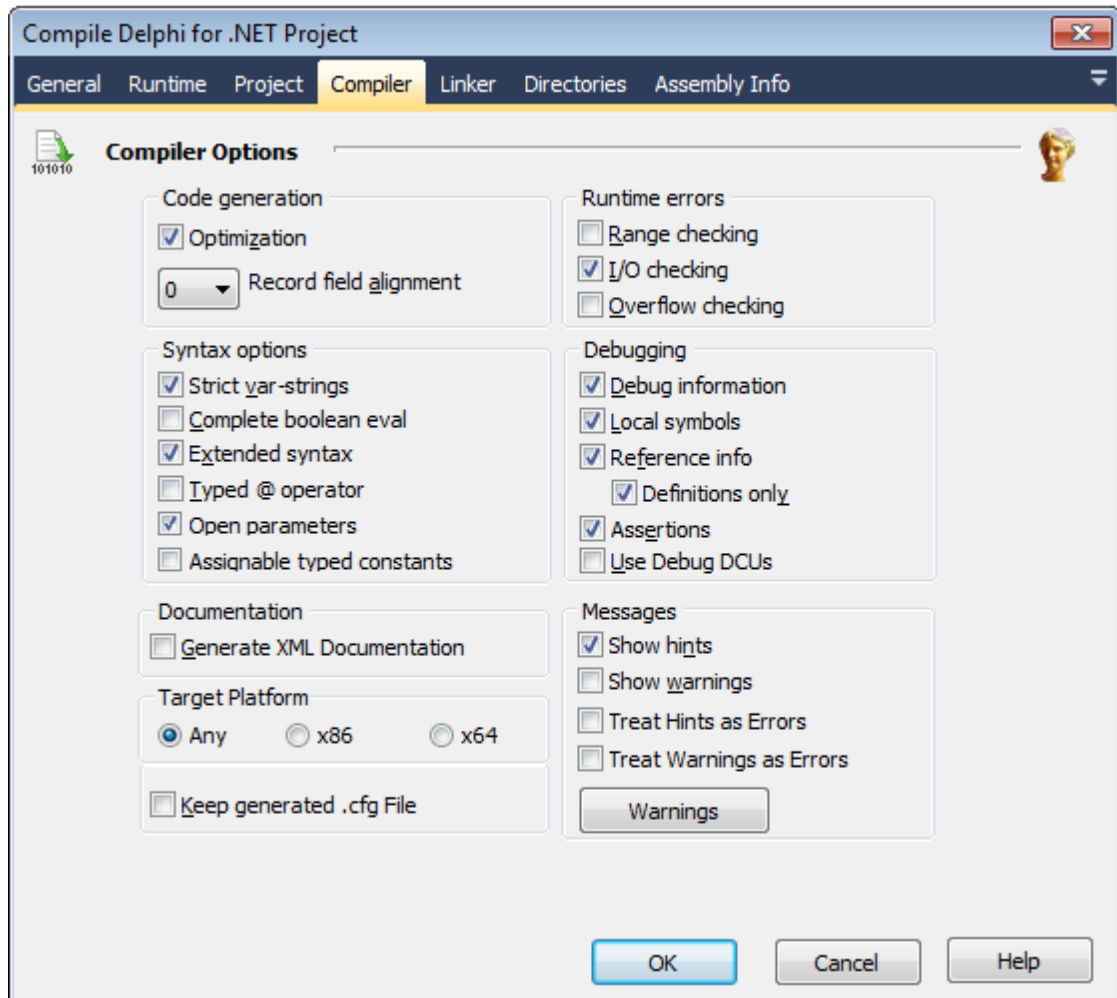 Compile Delphi for .NET Project
General Runtime Project Compiler Linker Directories Assembly Info
101010
Compiler Options
Code generation
Optimization
0 Record field alignment
Runtime errors
Range checking
I/O checking
Overflow checking
Syntax options
Strict var-strings
Complete boolean eval
Extended syntax
Typed @ operator
Open parameters
Assignable typed constants
Debugging
Debug information
Local symbols
Reference info
Definitions only
Assertions
Use Debug DCUs
Documentation
Generate XML Documentation
Target Platform
Any x86 x64
Keep generated .cfg File
Messages
Show hints
Show warnings
Treat Hints as Errors
Treat Warnings as Errors
Warnings
OK Cancel Help